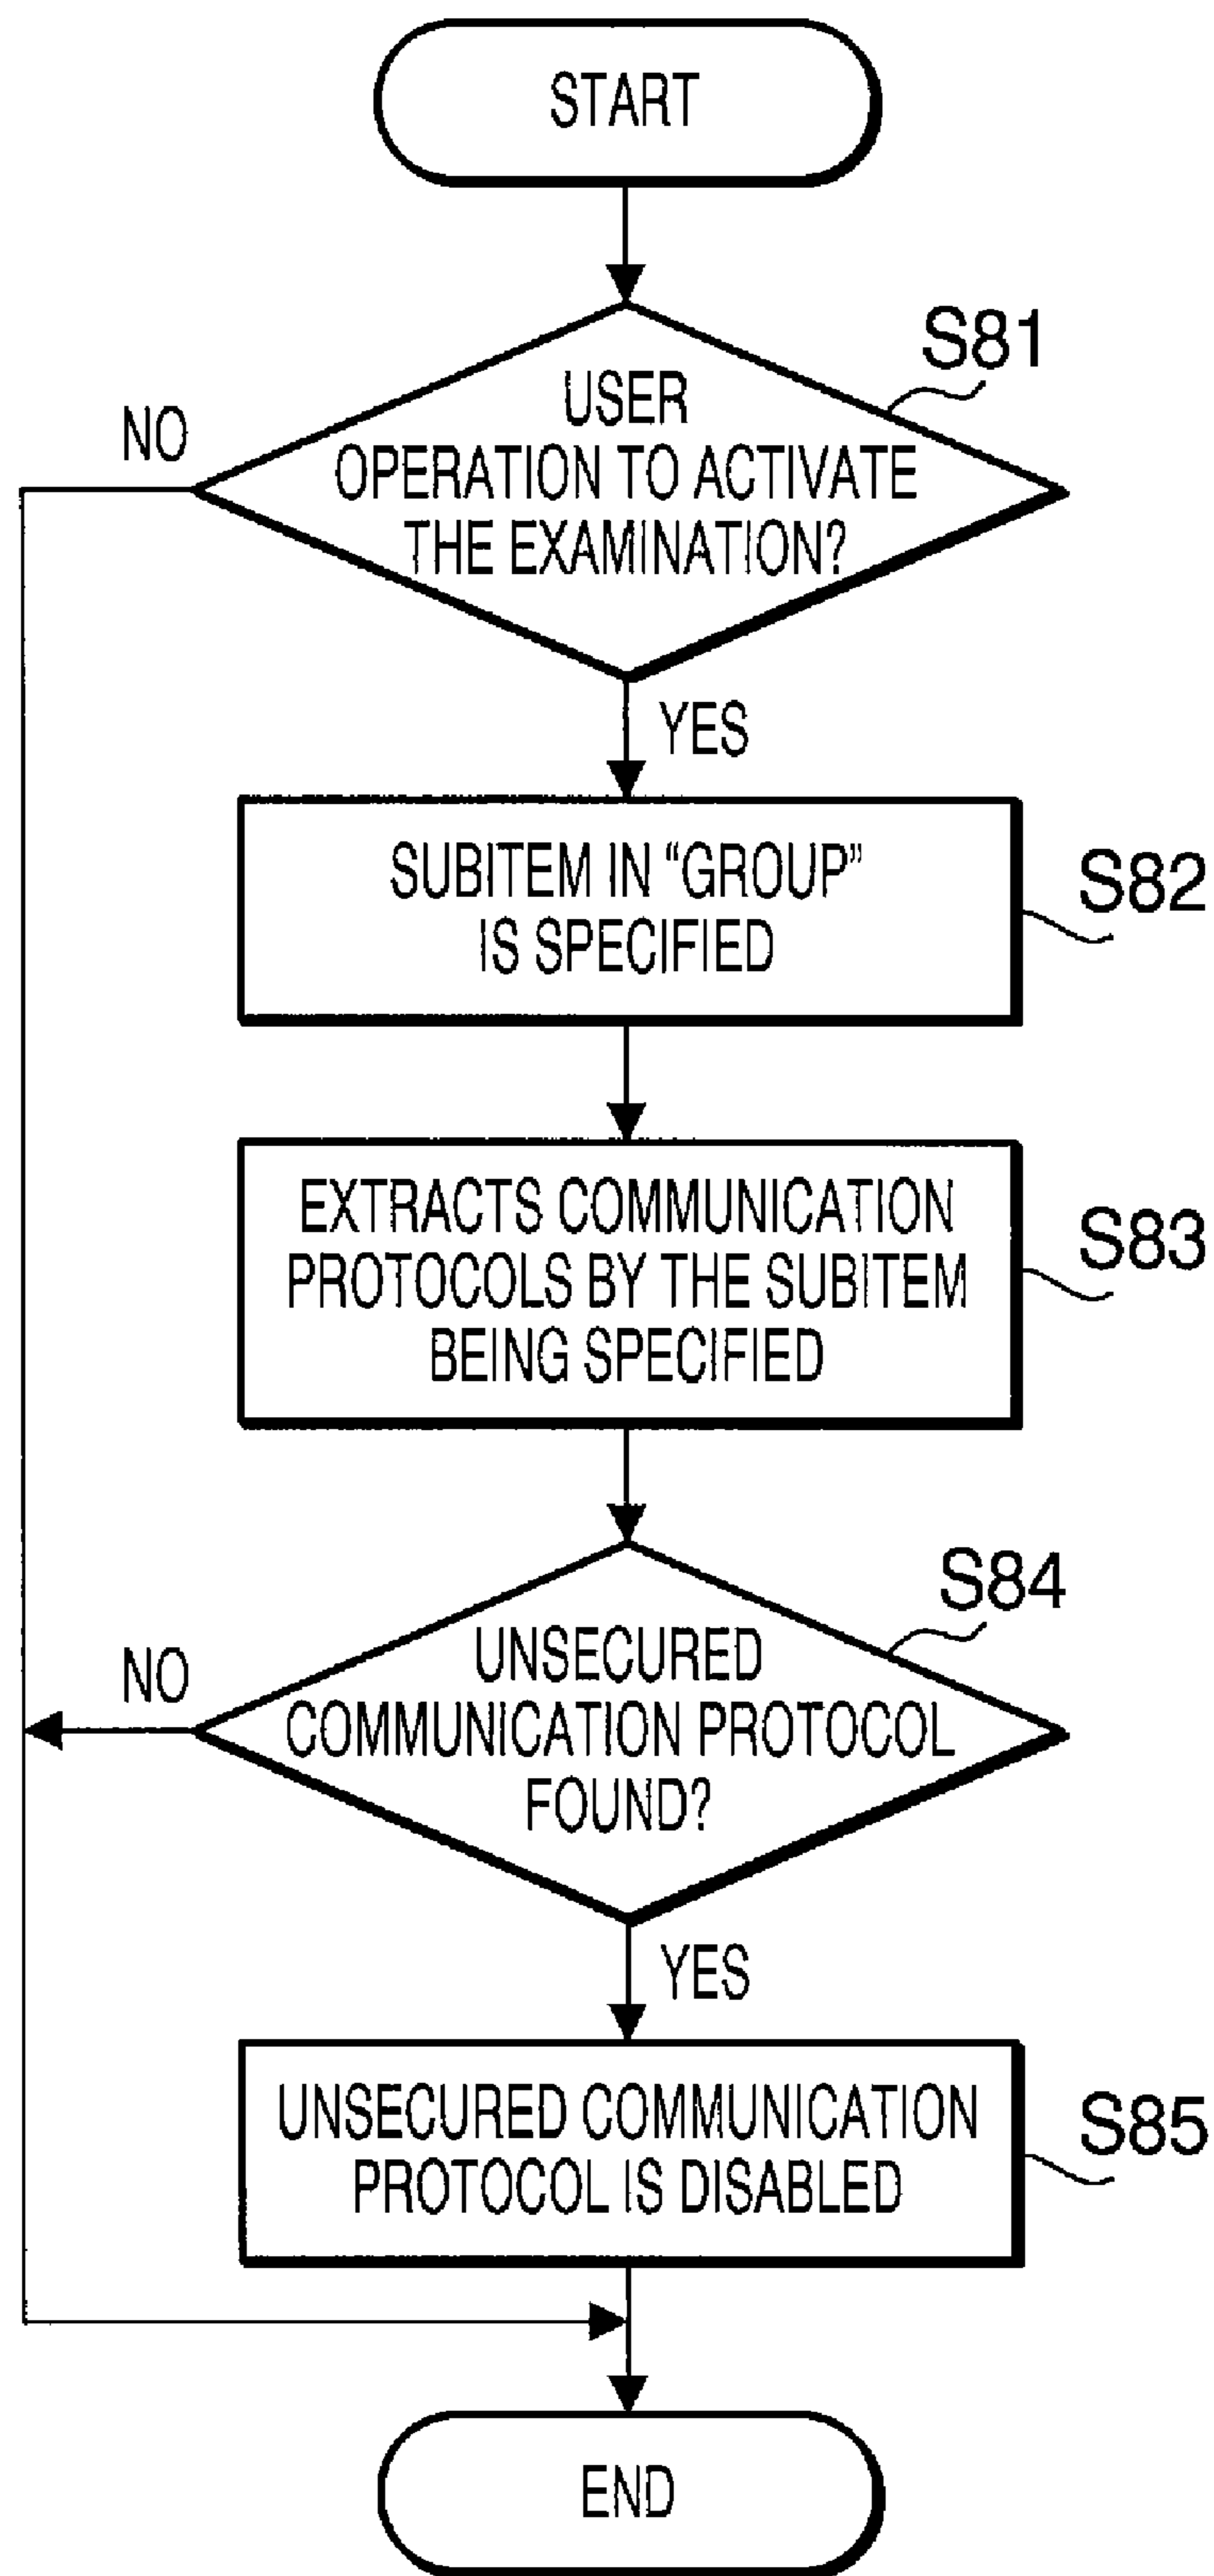 START
S81
USER
OPERATION TO ACTIVATE
THE EXAMINATION?
NO
YES
SUBITEM IN “GROUP”
IS SPECIFIED
S82
EXTRACTS COMMUNICATION
PROTOCOLS BY THE SUBITEM
BEING SPECIFIED
S83
S84
UNSECURED
COMMUNICATION PROTOCOL
FOUND?
NO
YES
UNSECURED COMMUNICATION
PROTOCOL IS DISABLED
S85
END